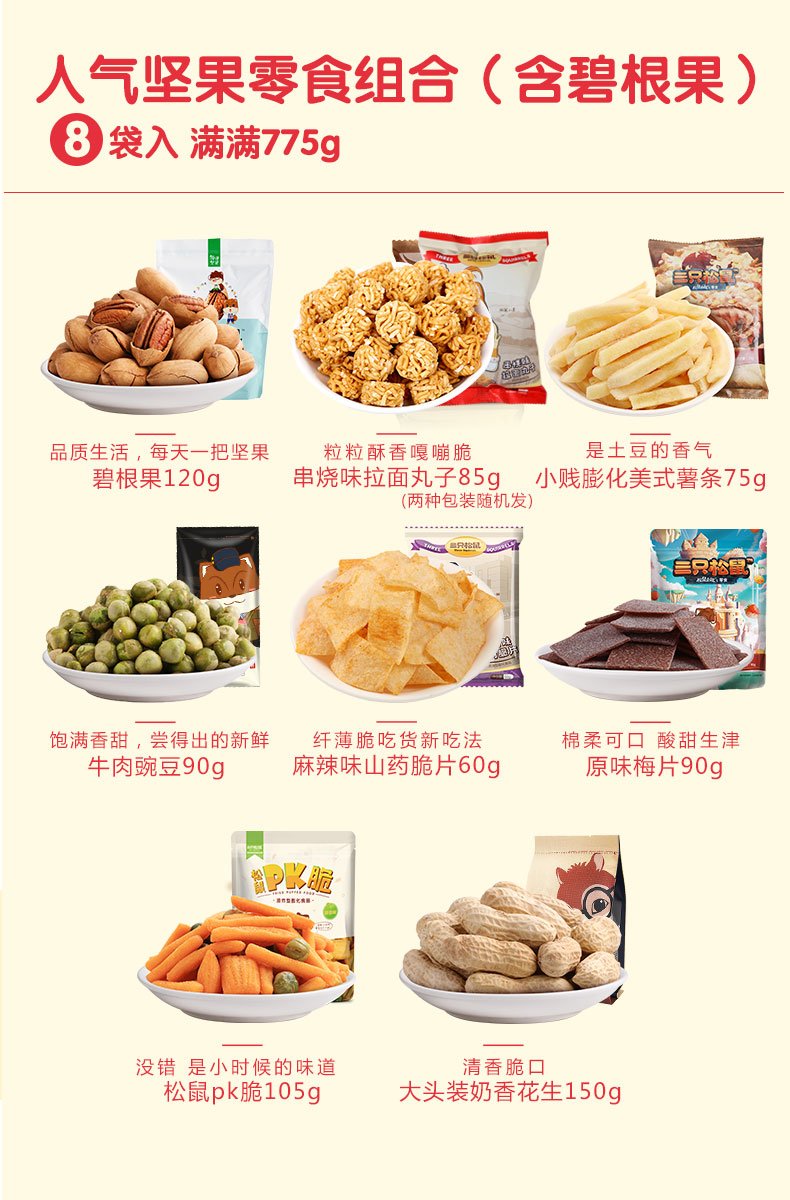 人气坚果零食组合（含碧根果）
8袋入 满满775g
THREE
SQUIRRELS
三只松鼠
品质生活，每天一把坚果
碧根果120g
粒粒酥香嘎嘣脆
串烧味拉面丸子85g
(两种包装随机发)
是土豆的香气
小贱膨化美式薯条75g
THREE
三只松鼠
SQUIRRELS
三只松鼠
饱满香甜，尝得出的新鲜
牛肉豌豆90g
纤薄脆吃货新吃法
麻辣味山药脆片60g
棉柔可口 酸甜生津
原味梅片90g
松鼠PK脆
没错 是小时候的味道
松鼠pk脆105g
清香脆口
大头装奶香花生150g